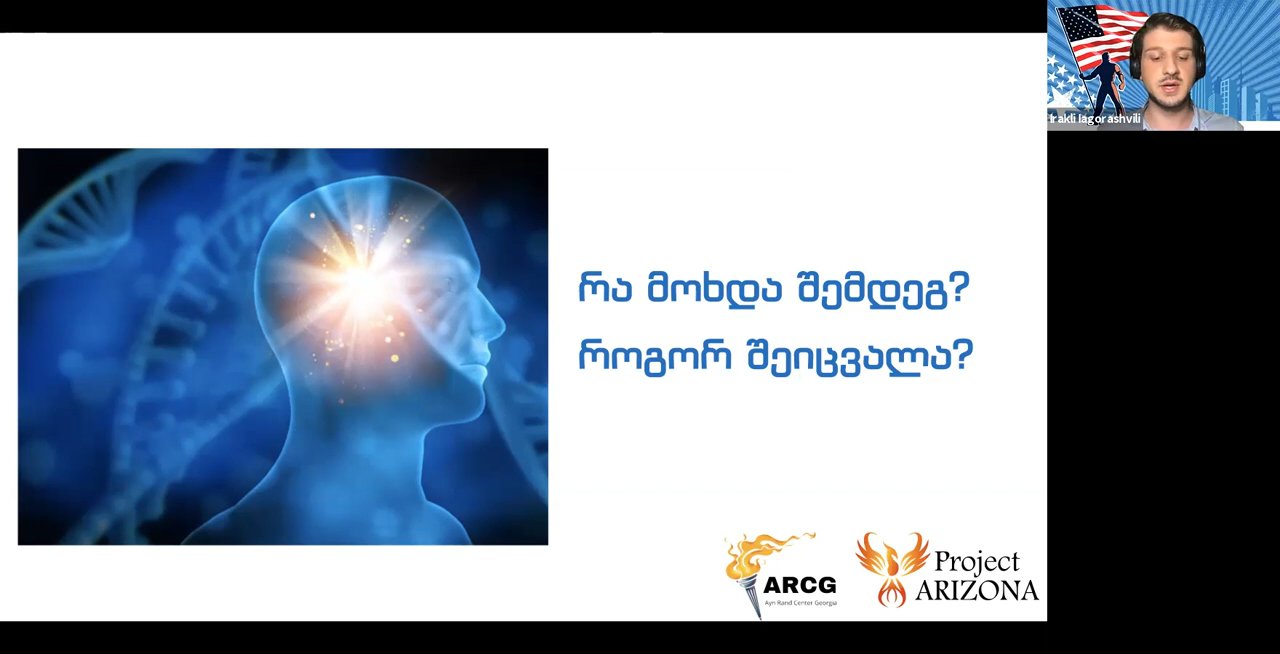 Irakli Iagorashvili
რა მოხდა შემდეგ?
როგორ შეიცვალა?
ARCG
Ayn Rand Center Georgia
Project
ARIZONA